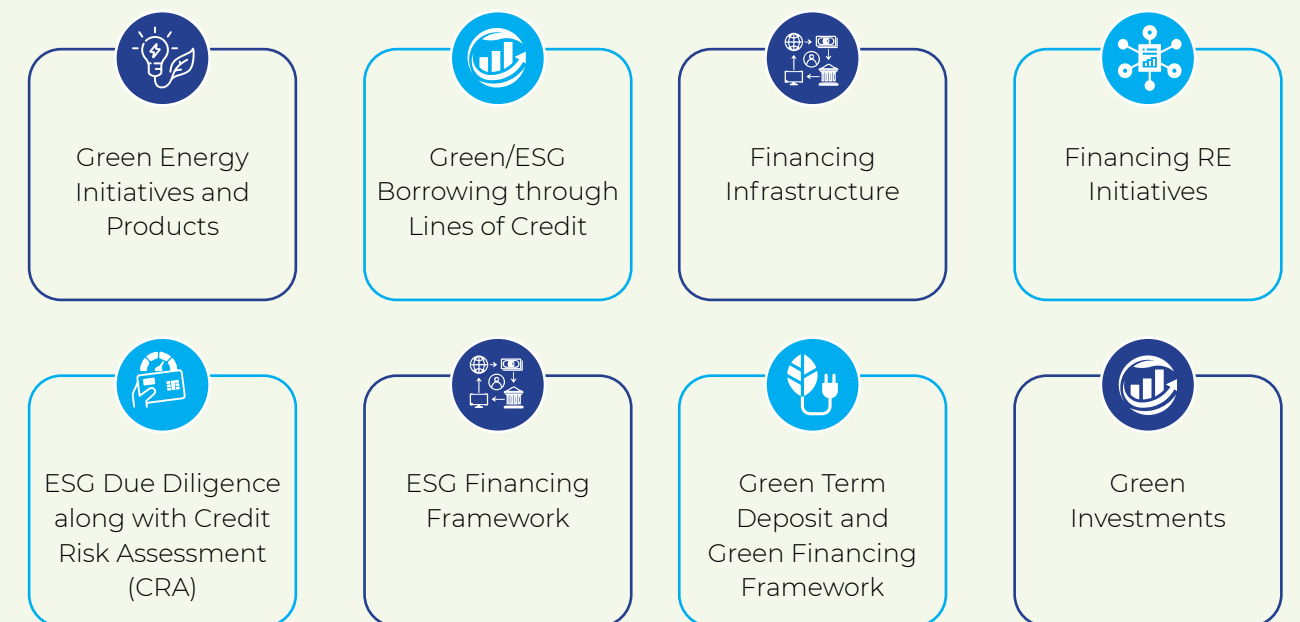 Green Energy
Initiatives and
Products
Green/ESG
Borrowing through
Lines of Credit
Financing
Infrastructure
Financing RE
Initiatives
ESG Due Diligence
along with Credit
Risk Assessment
(CRA)
ESG Financing
Framework
Green Term
Deposit and
Green Financing
Framework
Green
Investments